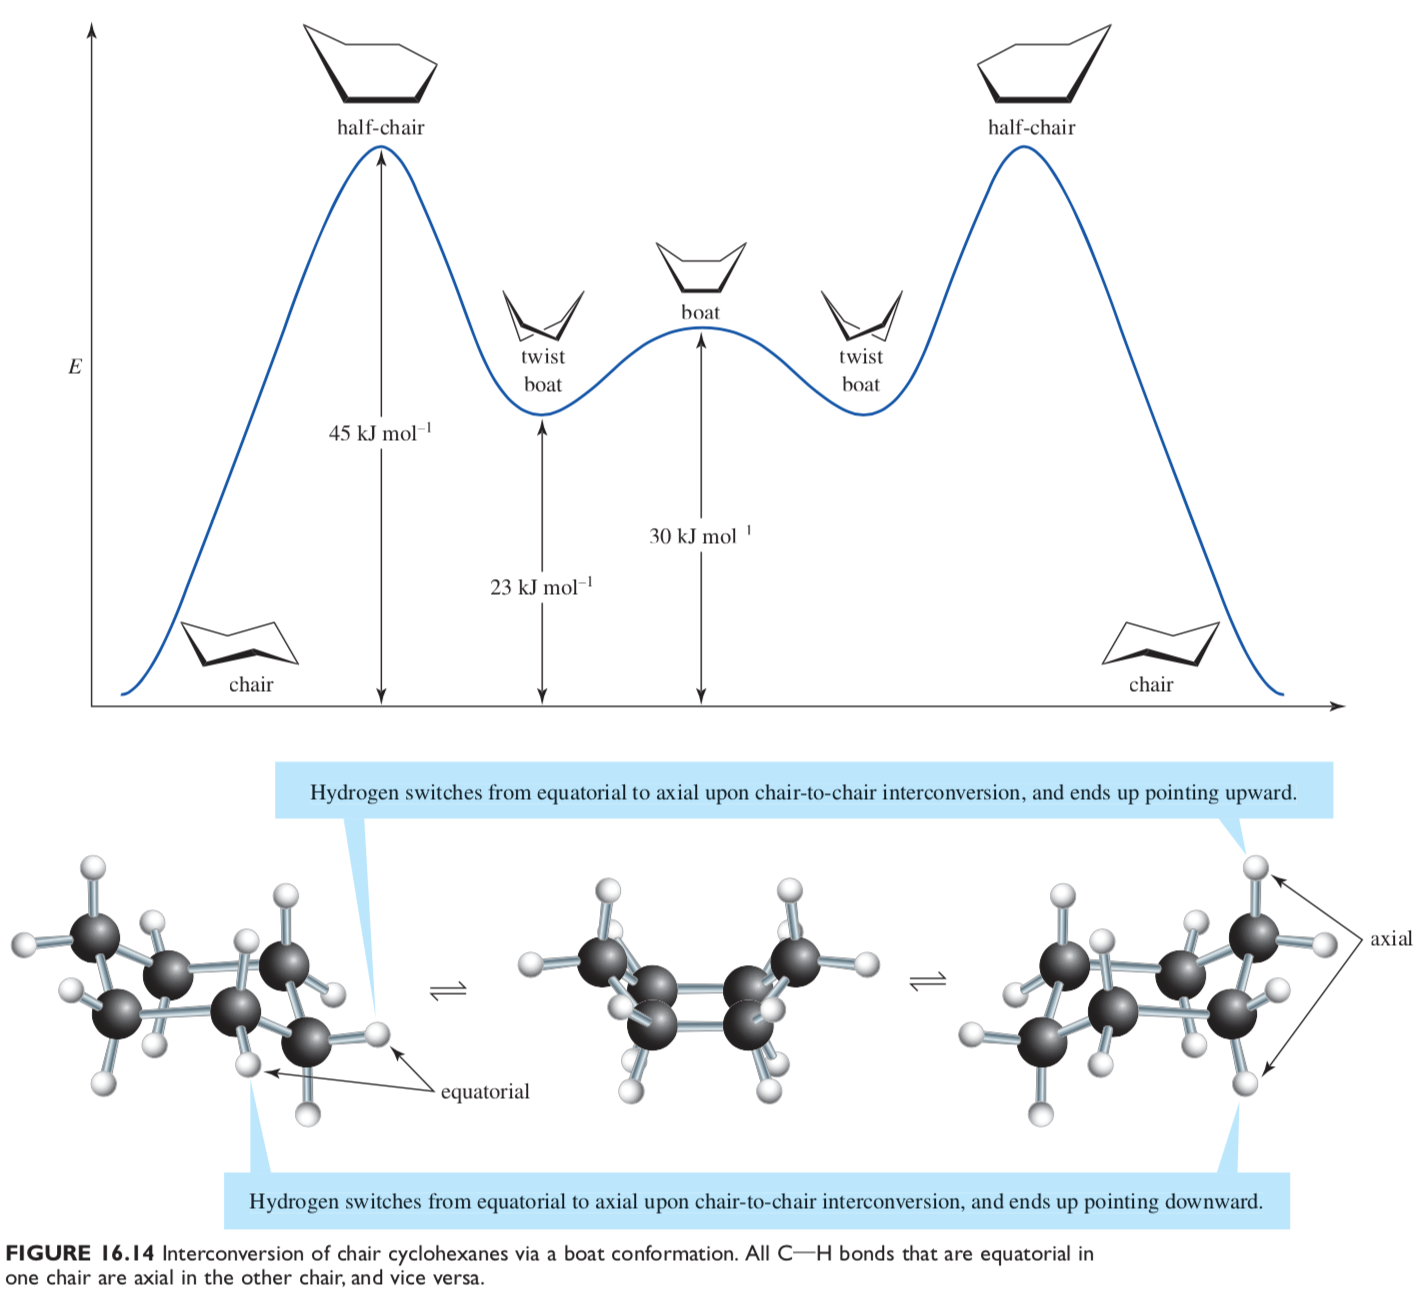 half-chair
half-chair
boat
twist
boat
twist
boat
E
45 kJ mol⁻¹
30 kJ mol ¹
23 kJ mol⁻¹
chair
chair
Hydrogen switches from equatorial to axial upon chair-to-chair interconversion, and ends up pointing upward.
axial
equatorial
Hydrogen switches from equatorial to axial upon chair-to-chair interconversion, and ends up pointing downward.
FIGURE 16.14 Interconversion of chair cyclohexanes via a boat conformation. All C—H bonds that are equatorial in
one chair are axial in the other chair, and vice versa.